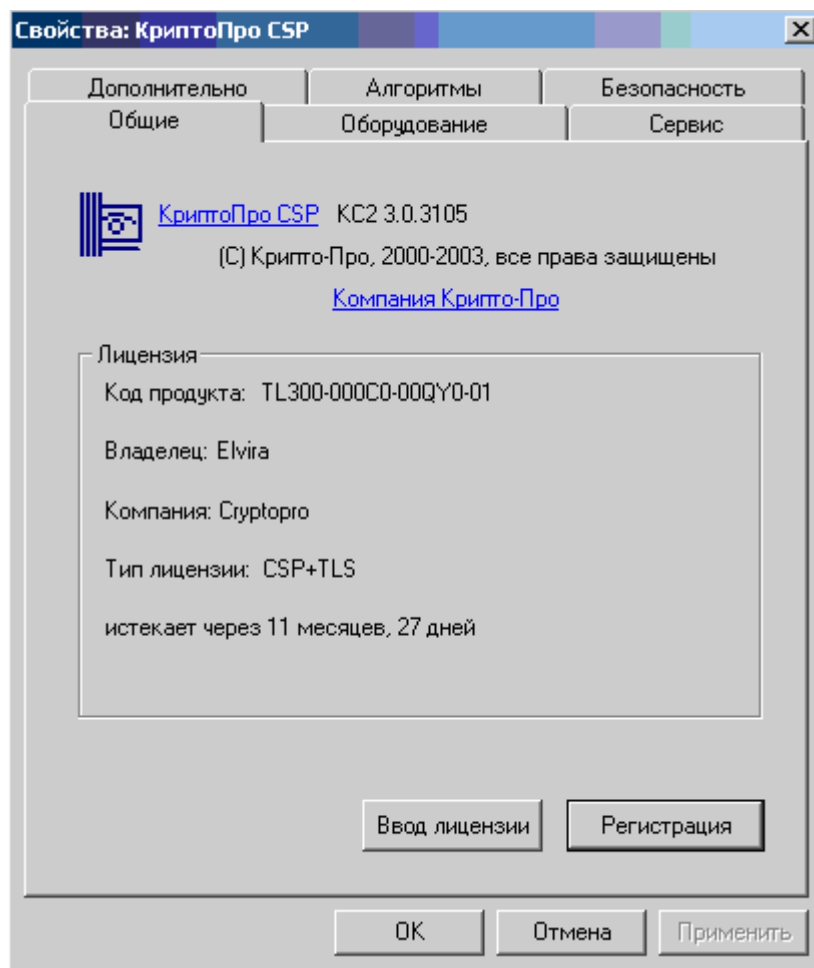 Свойства: КриптоПро CSP
Дополнительно Алгоритмы Безопасность
Общие Оборудование Сервис
КриптоПро CSP КС2 3.0.3105
(С) Крипто-Про, 2000-2003, все права защищены
Компания Крипто-Про
Лицензия
Код продукта: TL300-000C0-00QY0-01
Владелец: Elvira
Компания: Cryptopro
Тип лицензии: CSP+TLS
истекает через 11 месяцев, 27 дней
Ввод лицензии Регистрация
OK Отмена Применить